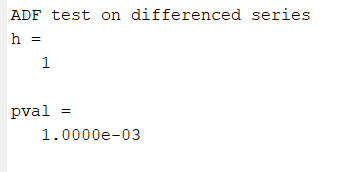 ADF test on differenced series
h =
1
pval =
1.0000e-03